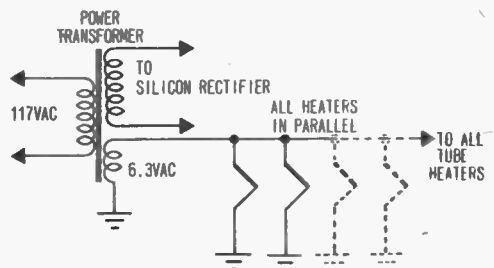 POWER
TRANSFORMER
TO
SILICON RECTIFIER
117VAC
ALL HEATERS
IN PARALLEL
TO ALL
TUBE
HEATERS
6.3VAC